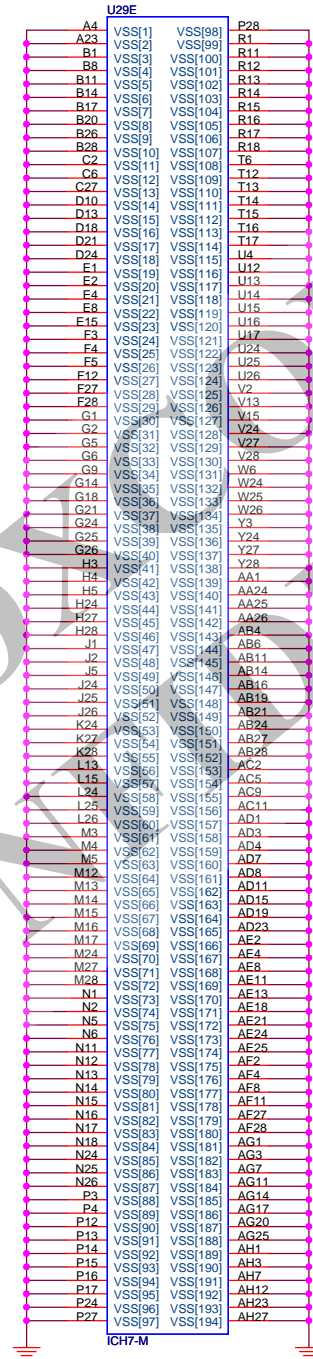 U29E
A4 VSS[1] VSS[98] P28
A23 VSS[2] VSS[99] R1
B1 VSS[3] VSS[100] R11
B8 VSS[4] VSS[101] R12
B11 VSS[5] VSS[102] R13
B14 VSS[6] VSS[103] R14
B17 VSS[7] VSS[104] R15
B20 VSS[8] VSS[105] R16
B26 VSS[9] VSS[106] R17
B28 VSS[10] VSS[107] R18
C2 VSS[11] VSS[108] T6
C6 VSS[12] VSS[109] T12
C27 VSS[13] VSS[110] T13
D10 VSS[14] VSS[111] T14
D13 VSS[15] VSS[112] T15
D18 VSS[16] VSS[113] T16
D21 VSS[17] VSS[114] T17
D24 VSS[18] VSS[115] U4
E1 VSS[19] VSS[116] U12
E2 VSS[20] VSS[117] U13
E4 VSS[21] VSS[118] U14
E8 VSS[22] VSS[119] U15
E15 VSS[23] VSS[120] U16
F3 VSS[24] VSS[121] U17
F4 VSS[25] VSS[122] U24
F5 VSS[26] VSS[123] U25
F12 VSS[27] VSS[124] U26
F27 VSS[28] VSS[125] V2
F28 VSS[29] VSS[126] V13
G1 VSS[30] VSS[127] V15
G2 VSS[31] VSS[128] V24
G5 VSS[32] VSS[129] V27
G6 VSS[33] VSS[130] V28
G9 VSS[34] VSS[131] W6
G14 VSS[35] VSS[132] W24
G18 VSS[36] VSS[133] W25
G21 VSS[37] VSS[134] W26
G24 VSS[38] VSS[135] Y3
G25 VSS[39] VSS[136] Y24
G26 VSS[40] VSS[137] Y27
H3 VSS[41] VSS[138] Y28
H4 VSS[42] VSS[139] AA1
H5 VSS[43] VSS[140] AA24
H24 VSS[44] VSS[141] AA25
H27 VSS[45] VSS[142] AA26
H28 VSS[46] VSS[143] AB4
J1 VSS[47] VSS[144] AB6
J2 VSS[48] VSS[145] AB11
J5 VSS[49] VSS[146] AB14
J24 VSS[50] VSS[147] AB16
J25 VSS[51] VSS[148] AB19
J26 VSS[52] VSS[149] AB21
K24 VSS[53] VSS[150] AB24
K27 VSS[54] VSS[151] AB27
K28 VSS[55] VSS[152] AB28
L13 VSS[56] VSS[153] AC2
L15 VSS[57] VSS[154] AC5
L24 VSS[58] VSS[155] AC9
L25 VSS[59] VSS[156] AC11
L26 VSS[60] VSS[157] AD1
M3 VSS[61] VSS[158] AD3
M4 VSS[62] VSS[159] AD4
M5 VSS[63] VSS[160] AD7
M12 VSS[64] VSS[161] AD8
M13 VSS[65] VSS[162] AD11
M14 VSS[66] VSS[163] AD15
M15 VSS[67] VSS[164] AD19
M16 VSS[68] VSS[165] AD23
M17 VSS[69] VSS[166] AE2
M24 VSS[70] VSS[167] AE4
M27 VSS[71] VSS[168] AE8
M28 VSS[72] VSS[169] AE11
N1 VSS[73] VSS[170] AE13
N2 VSS[74] VSS[171] AE18
N5 VSS[75] VSS[172] AE21
N6 VSS[76] VSS[173] AE24
N11 VSS[77] VSS[174] AE25
N12 VSS[78] VSS[175] AF2
N13 VSS[79] VSS[176] AF4
N14 VSS[80] VSS[177] AF8
N15 VSS[81] VSS[178] AF11
N16 VSS[82] VSS[179] AF27
N17 VSS[83] VSS[180] AF28
N18 VSS[84] VSS[181] AG1
N24 VSS[85] VSS[182] AG3
N25 VSS[86] VSS[183] AG7
N26 VSS[87] VSS[184] AG11
P3 VSS[88] VSS[185] AG14
P4 VSS[89] VSS[186] AG17
P12 VSS[90] VSS[187] AG20
P13 VSS[91] VSS[188] AG25
P14 VSS[92] VSS[189] AH1
P15 VSS[93] VSS[190] AH3
P16 VSS[94] VSS[191] AH7
P17 VSS[95] VSS[192] AH12
P24 VSS[96] VSS[193] AH23
P27 VSS[97] VSS[194] AH27
ICH7-M